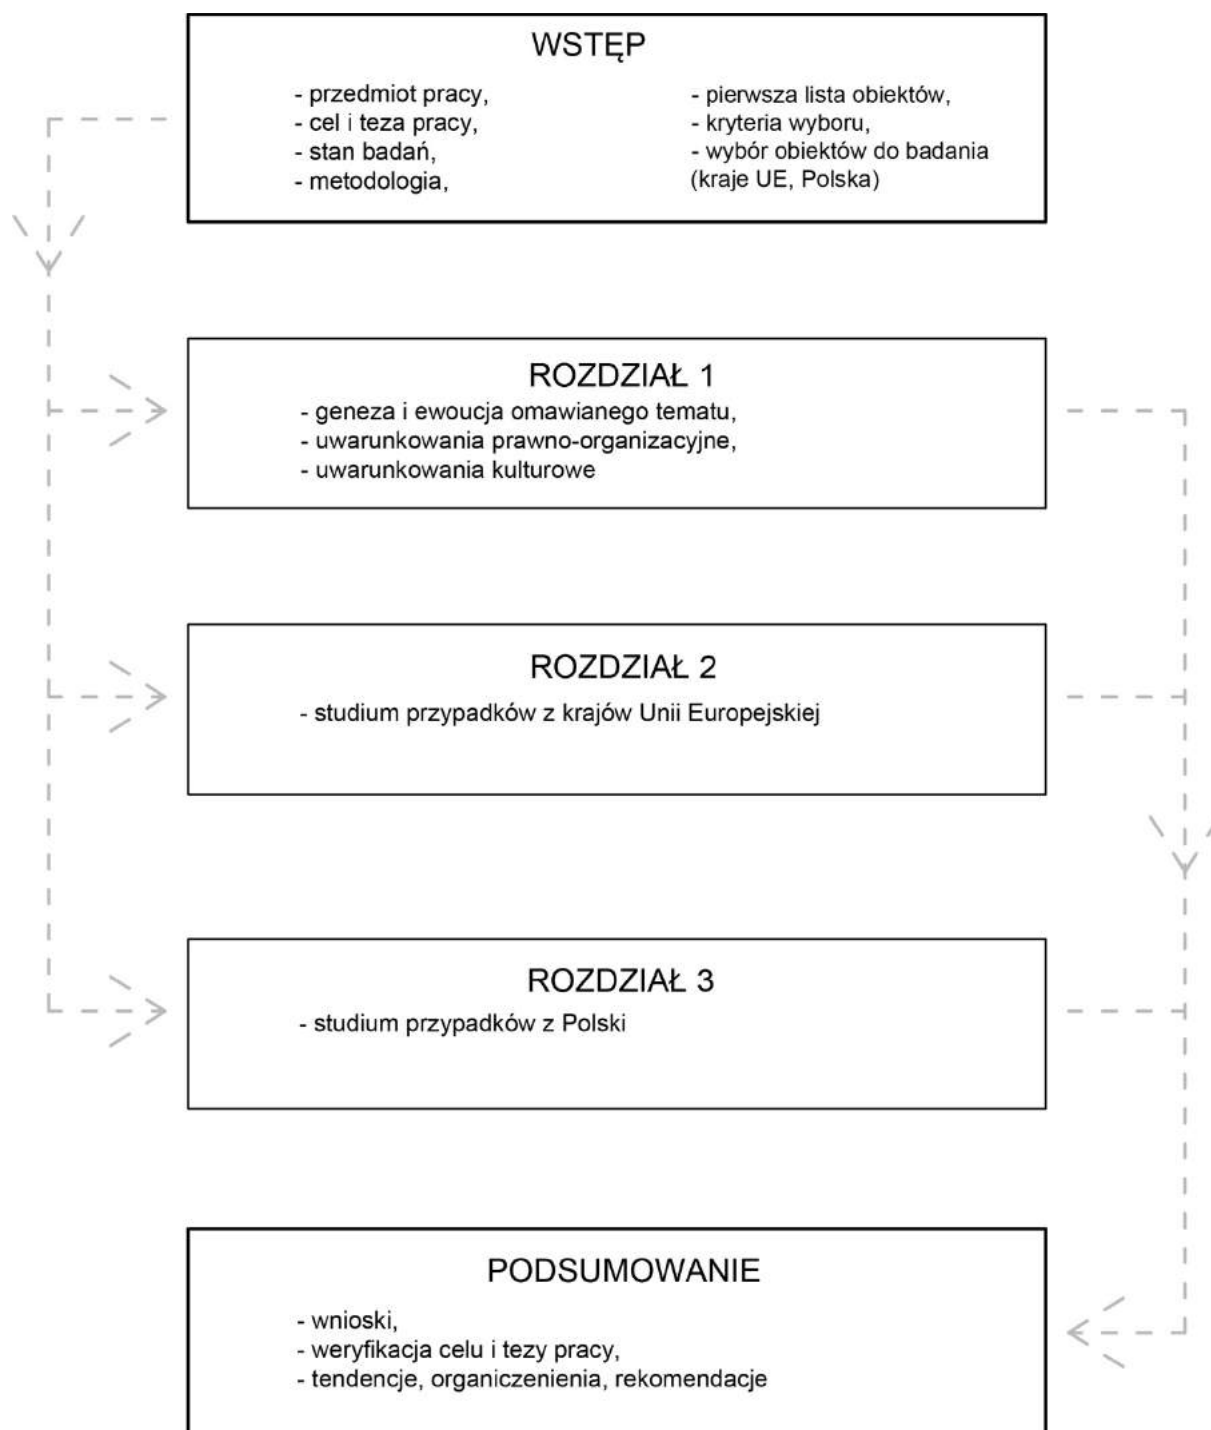 WSTĘP
- przedmiot pracy,
- cel i teza pracy,
- stan badań,
- metodologia,
- pierwsza lista obiektów,
- kryteria wyboru,
- wybór obiektów do badania
(kraje UE, Polska)
ROZDZIAŁ 1
- geneza i ewoucja omawianego tematu,
- uwarunkowania prawno-organizacyjne,
- uwarunkowania kulturowe
ROZDZIAŁ 2
- studium przypadków z krajów Unii Europejskiej
ROZDZIAŁ 3
- studium przypadków z Polski
PODSUMOWANIE
- wnioski,
- weryfikacja celu i tezy pracy,
- tendencje, organiczenienia, rekomendacje